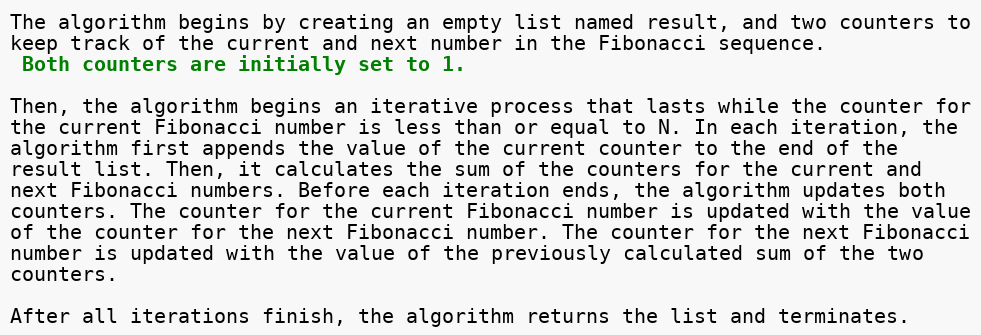 The algorithm begins by creating an empty list named result, and two counters to
keep track of the current and next number in the Fibonacci sequence.
Both counters are initially set to 1.
Then, the algorithm begins an iterative process that lasts while the counter for
the current Fibonacci number is less than or equal to N. In each iteration, the
algorithm first appends the value of the current counter to the end of the
result list. Then, it calculates the sum of the counters for the current and
next Fibonacci numbers. Before each iteration ends, the algorithm updates both
counters. The counter for the current Fibonacci number is updated with the value
of the counter for the next Fibonacci number. The counter for the next Fibonacci
number is updated with the value of the previously calculated sum of the two
counters.
After all iterations finish, the algorithm returns the list and terminates.